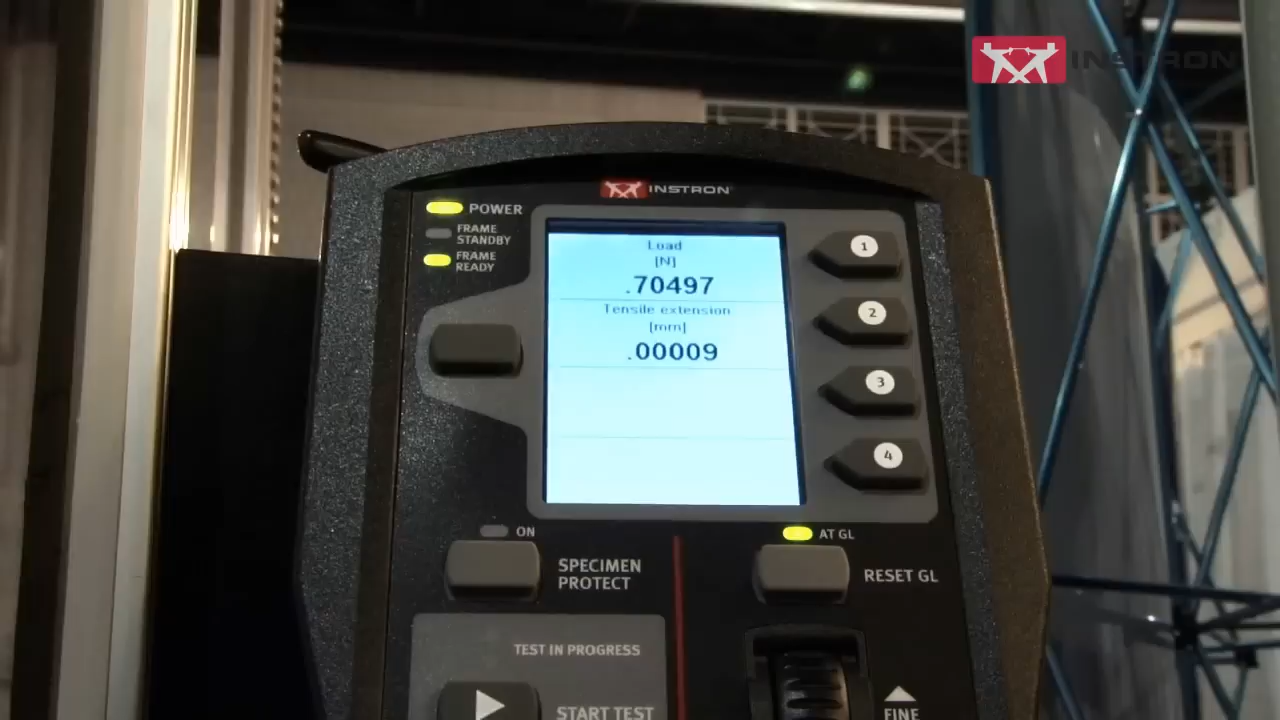 INSTRON
INSTRON
POWER
FRAME
STANDBY
FRAME
READY
Load
[N]
.70497
Tensile extension
[mm]
.00009
1
2
3
4
ON
SPECIMEN
PROTECT
AT GL
RESET GL
TEST IN PROGRESS
START TEST
FINE